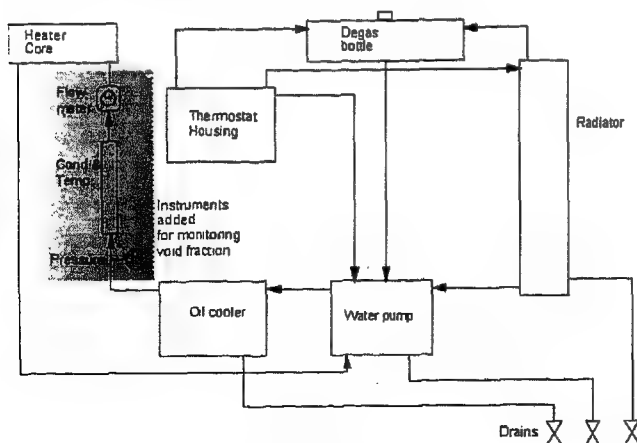 Heater
Core
Degas
bottle
Flow
meter
Thermostat
Housing
Radiator
Temp.
Instruments
added
for monitoring
void fraction
Pressure
Oil cooler
Water pump
Drains